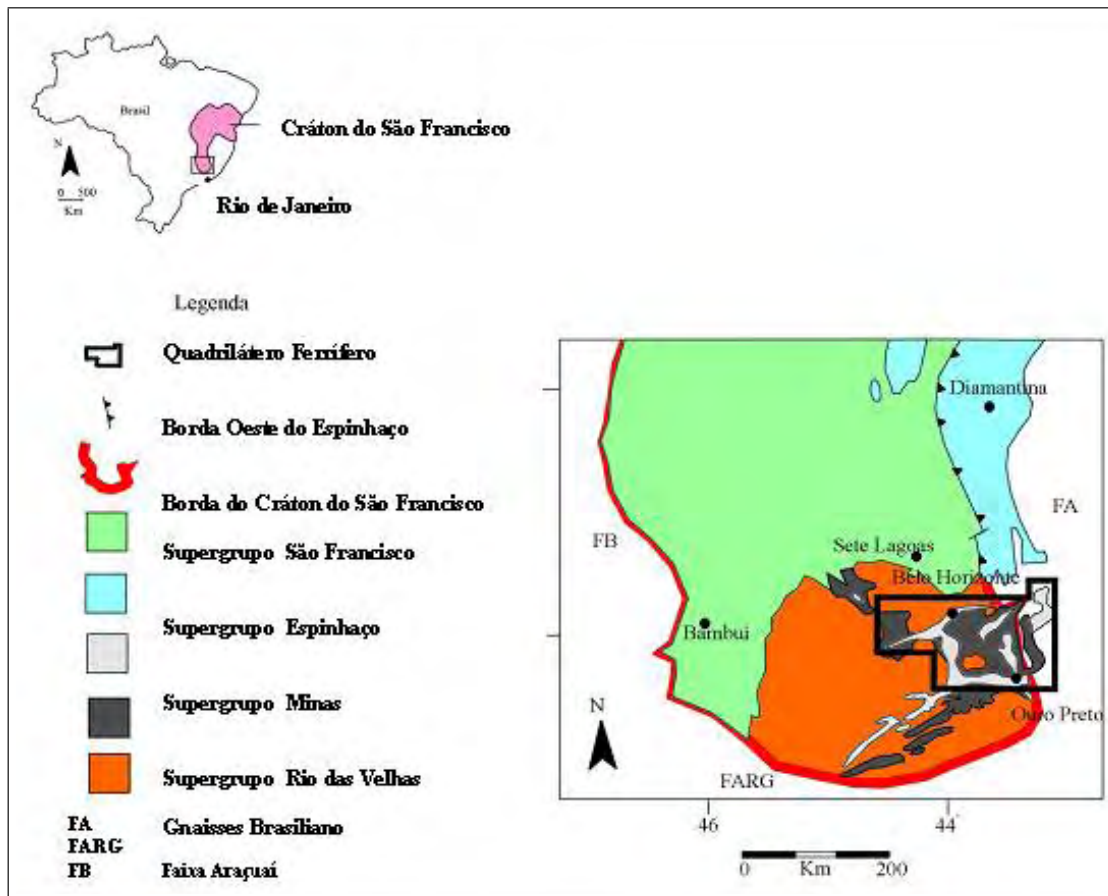 Brasil
Cráton do São Francisco
N
0 500
Km
Rio de Janeiro
Legenda
Quadrilátero Ferrífero
Borda Oeste do Espinhaço
Borda do Cráton do São Francisco
Supergrupo São Francisco
Supergrupo Espinhaço
Supergrupo Minas
Supergrupo Rio das Velhas
FA Gnaisses Brasiliano
FARG
FB Faixa Araçuaí
Diamantina
FA
FB
Sete Lagoas
Belo Horizonte
Bambui
N
Ouro Preto
FARG
46 44
0 Km 200